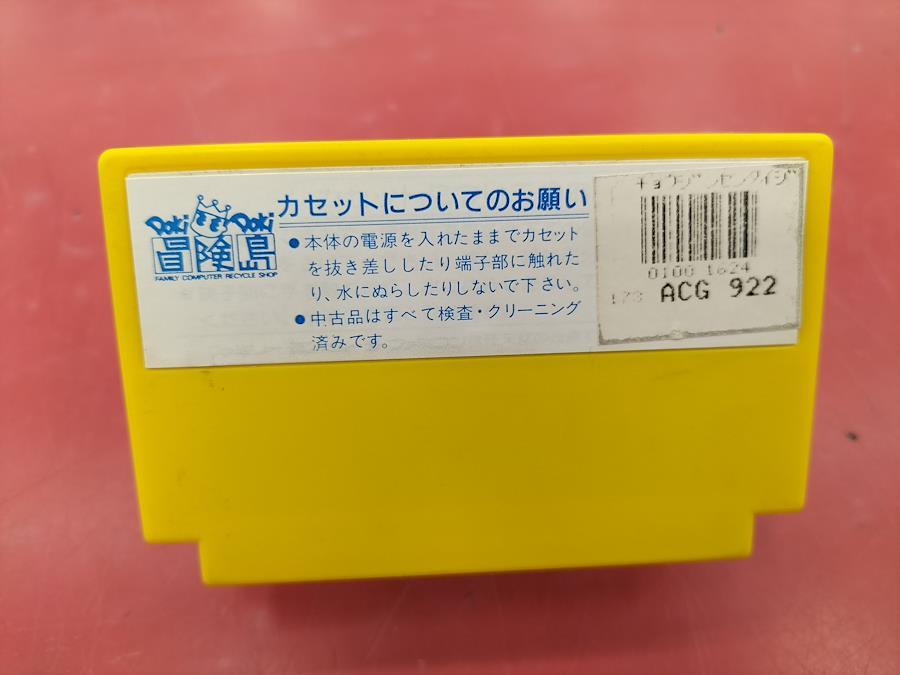 Doki Doki
冒険島
FAMILY COMPUTER RECYCLE SHOP
カセットについてのお願い
●本体の電源を入れたままでカセット
を抜き差ししたり端子部に触れた
り、水にぬらしたりしないで下さい。
●中古品はすべて検査・クリーニング
済みです。
キョウジンセンタイジ
0100 1624
173 ACG 922